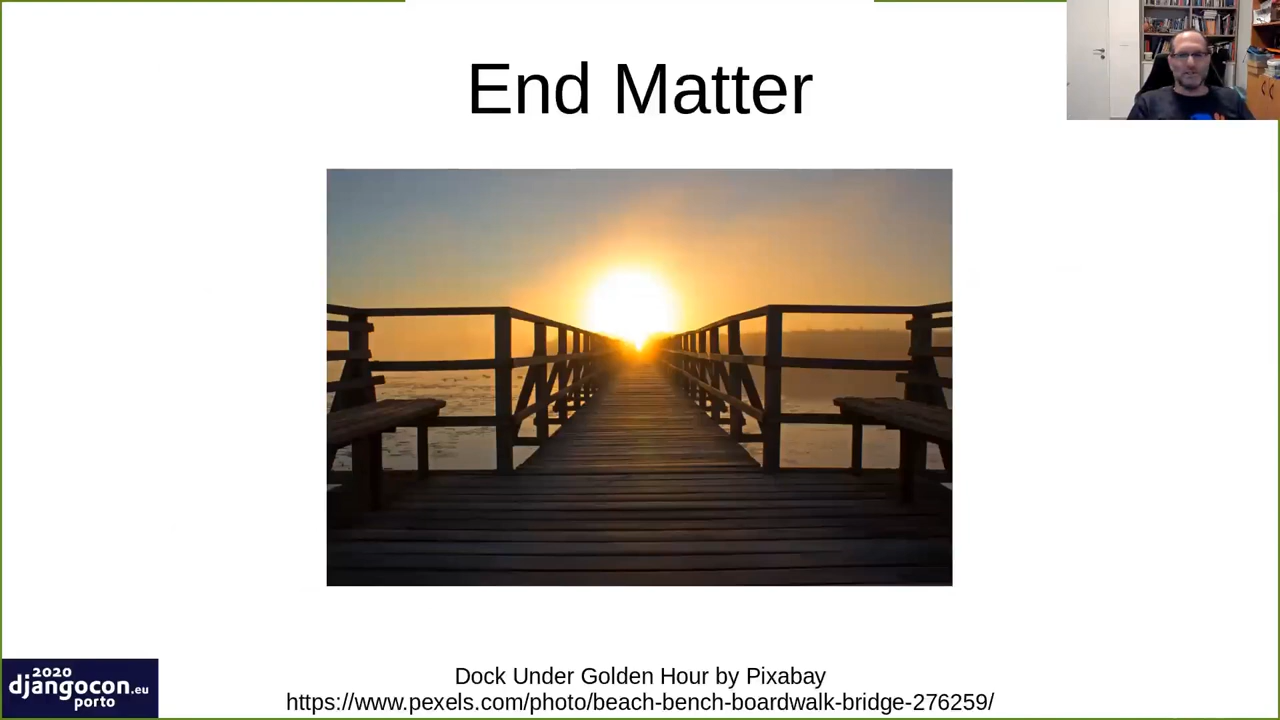 End Matter
2020
djangocon.eu
porto
Dock Under Golden Hour by Pixabay
https://www.pexels.com/photo/beach-bench-boardwalk-bridge-276259/